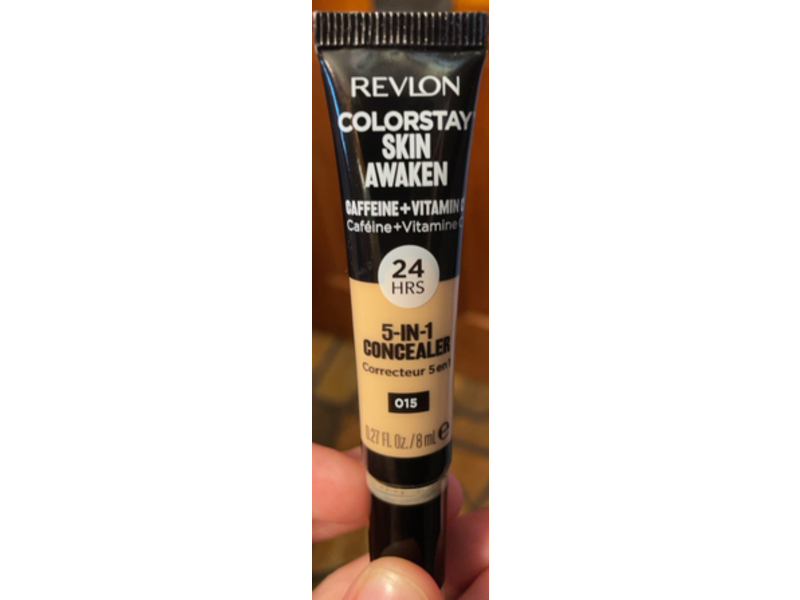 REVLON
COLORSTAY
SKIN
AWAKEN
CAFFEINE+VITAMIN C
Caféine+Vitamine C
24
HRS
5-IN-1
CONCEALER
Correcteur 5 en 1
015
0.27 Fl. Oz./8 mL e